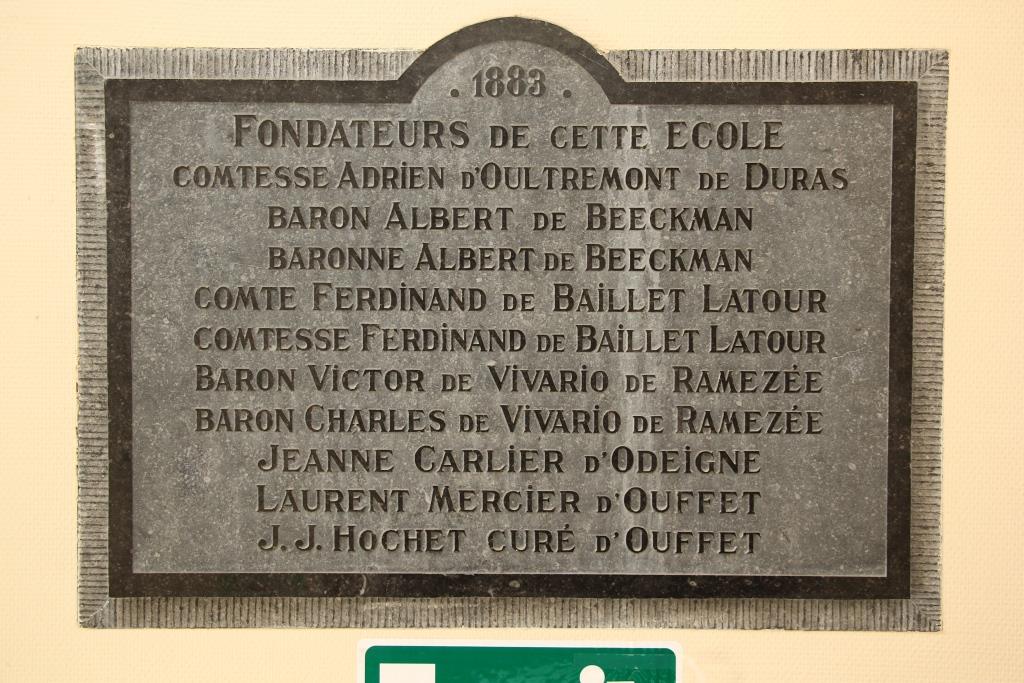 . 1883 .
FONDATEURS DE CETTE ECOLE
COMTESSE ADRIEN D'OULTREMONT DE DURAS
BARON ALBERT DE BEECKMAN
BARONNE ALBERT DE BEECKMAN
COMTE FERDINAND DE BAILLET LATOUR
COMTESSE FERDINAND DE BAILLET LATOUR
BARON VICTOR DE VIVARIO DE RAMEZÉE
BARON CHARLES DE VIVARIO DE RAMEZÉE
JEANNE CARLIER D'ODEIGNE
LAURENT MERCIER D'OUFFET
J. J. HOCHET CURÉ D'OUFFET